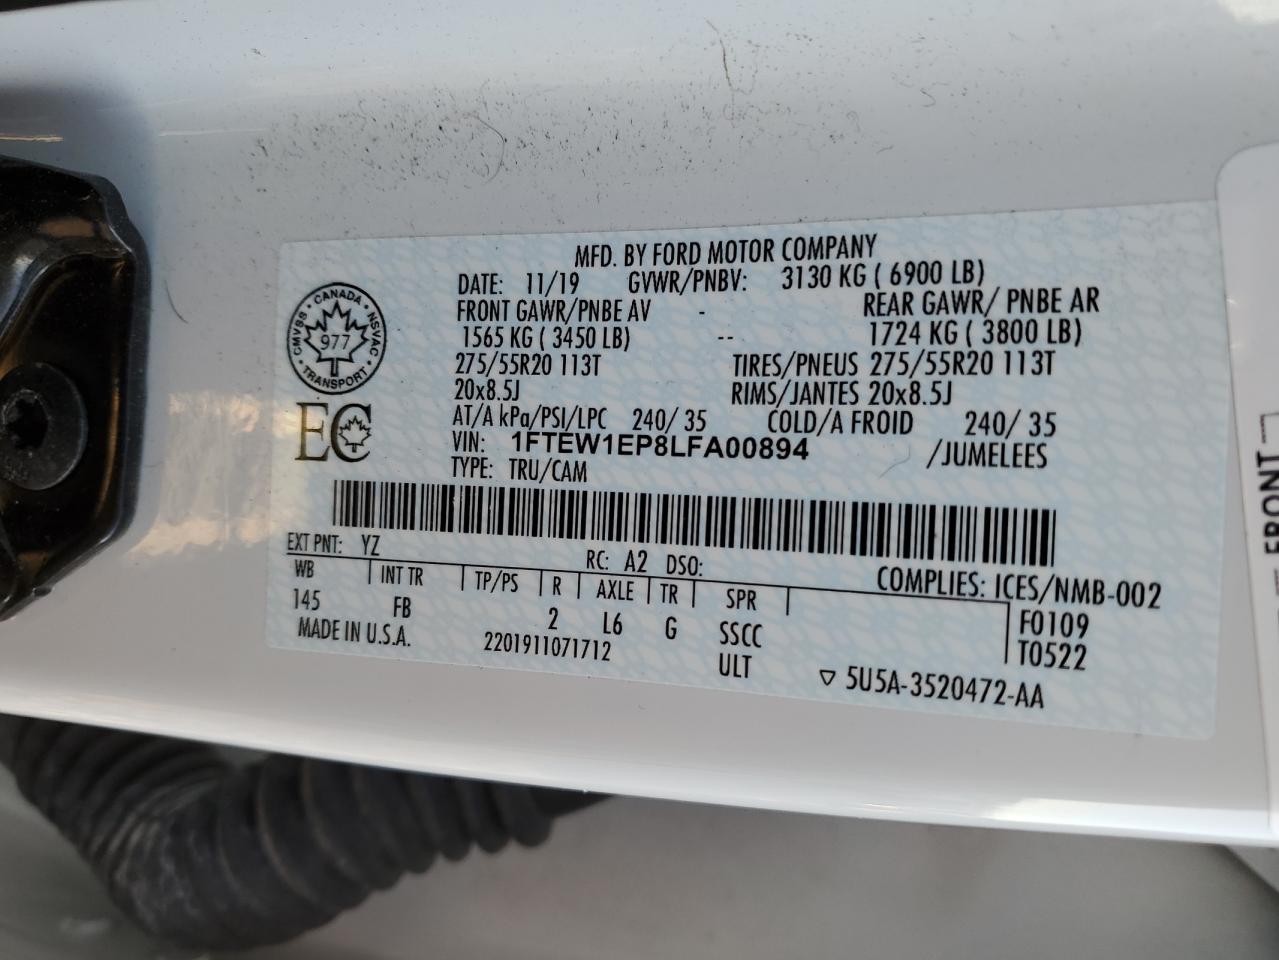 MFD. BY FORD MOTOR COMPANY
DATE: 11/19 GVWR/PNBV: 3130 KG ( 6900 LB)
FRONT GAWR/PNBE AV - REAR GAWR/ PNBE AR
1565 KG ( 3450 LB) -- 1724 KG ( 3800 LB)
275/55R20 113T TIRES/PNEUS 275/55R20 113T
20x8.5J RIMS/JANTES 20x8.5J
AT/A kPa/PSI/LPC 240/ 35 COLD/A FROID 240/ 35
VIN: 1FTEW1EP8LFA00894 /JUMELEES
TYPE: TRU/CAM
CANADA
CMVSS • NSVAC
977
TRANSPORT
EC
EXT PNT: YZ RC: A2 DSO: COMPLIES: ICES/NMB-002
WB INT TR TP/PS R AXLE TR SPR F0109
145 FB 2 L6 G SSCC T0522
MADE IN U.S.A. 2201911071712 ULT ▽ 5U5A-3520472-AA
FRONT